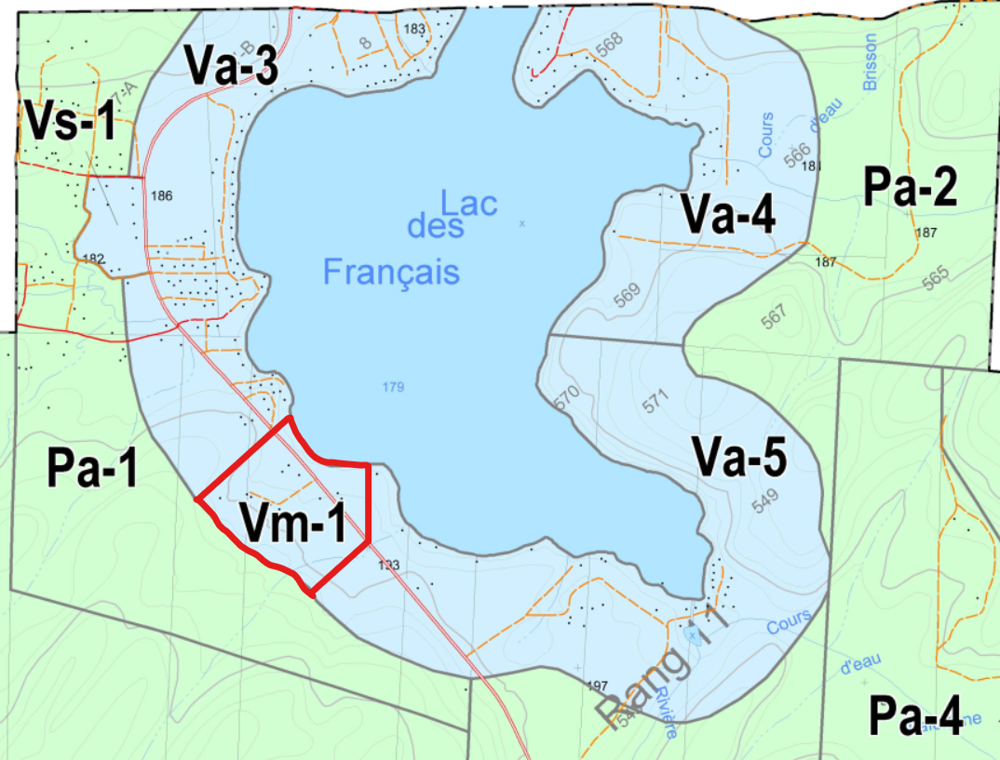 183
8
568
-B
Va-3
Brisson
7-A
Vs-1
Cours
d'eau
566
Pa-2
186
Lac
des
Va-4
187
182
187
Français
565
569
567
179
570
571
Pa-1
Va-5
549
Vm-1
193
Rang 11
Cours
d'eau
197
Rivière
Pa-4